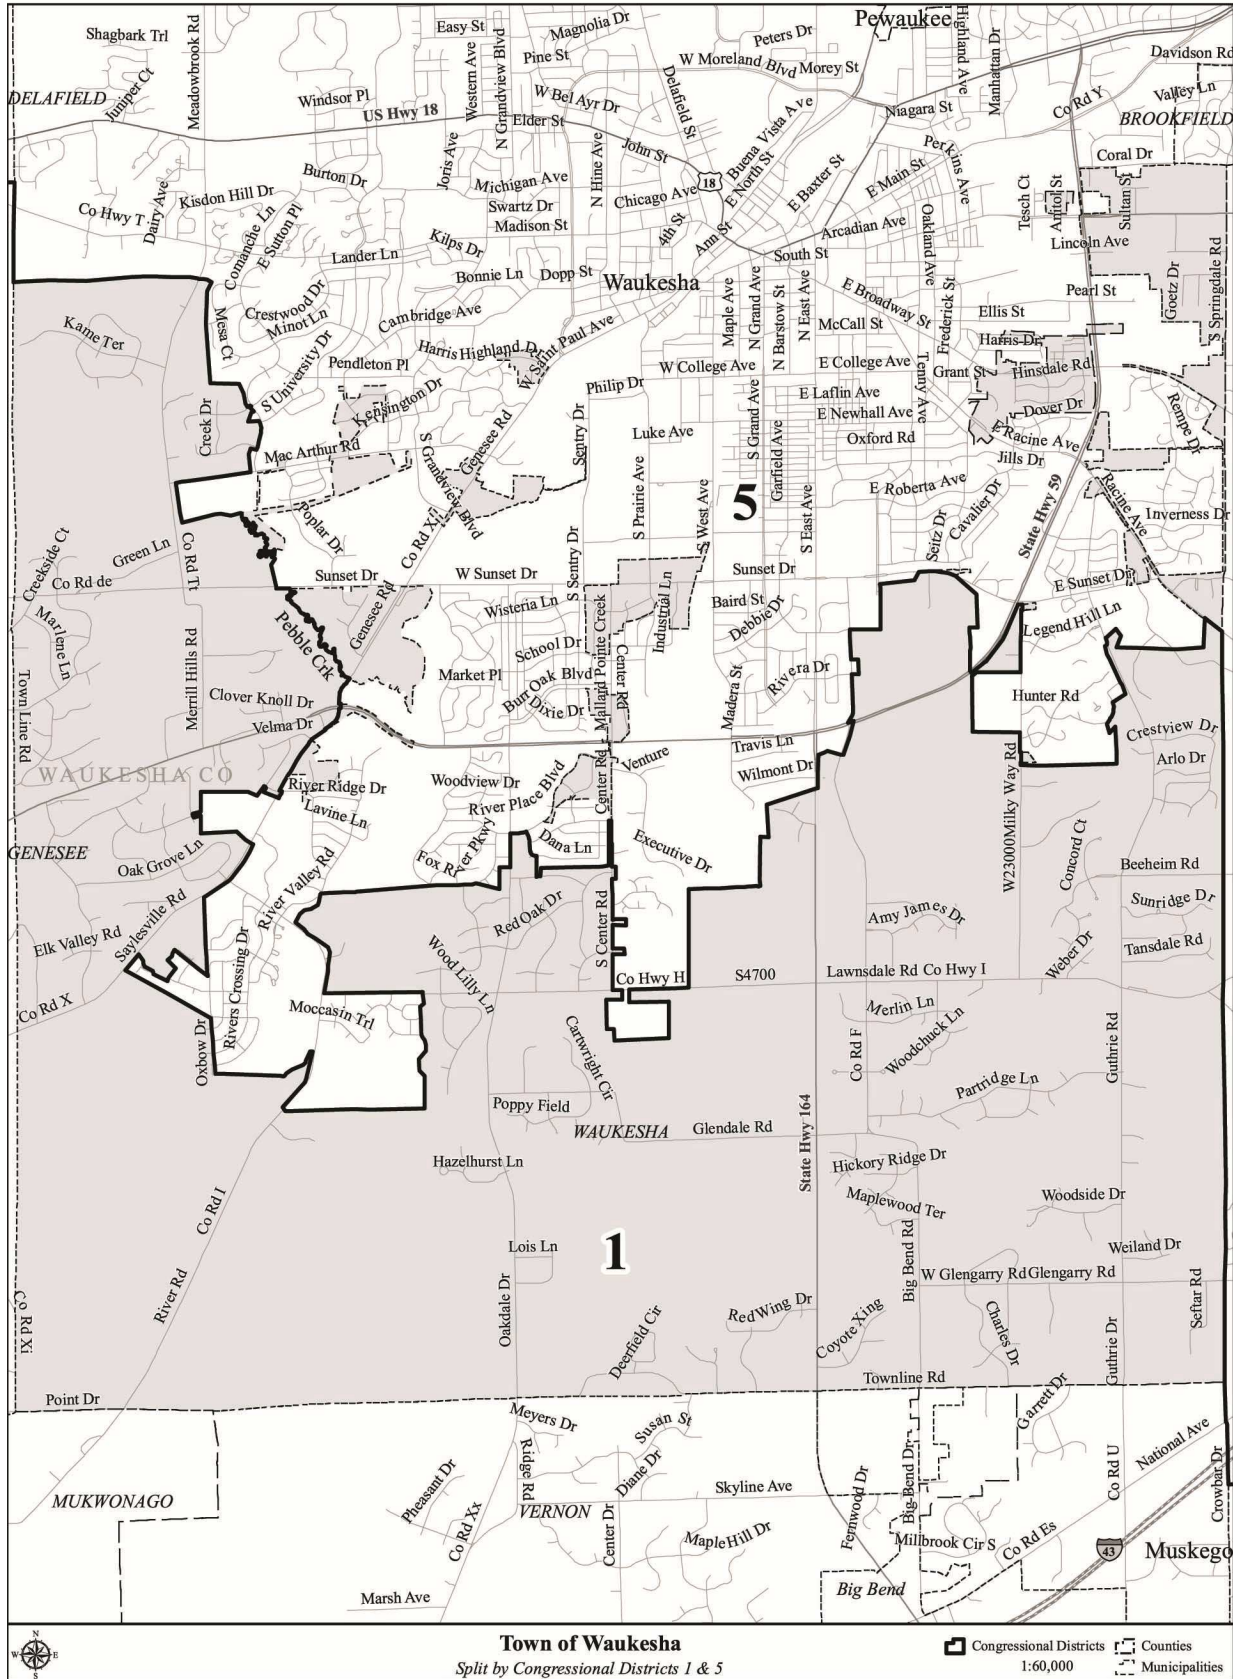 Shagbark Trl
Meadowbrook Rd
Easy St
Magnolia Dr
Pewaukee
Peters Dr
Highland Ave
Manhattan Dr
Davidson Rd
Western Ave
N Grandview Blvd
Pine St
W Moreland Blvd
Morey St
DELAFIELD
Juniper Ct
Windsor Pl
W Bel Ayr Dr
Delafield St
Valley Ln
US Hwy 18
Elder St
Buena Vista Ave
Niagara St
Co Rd Y
BROOKFIELD
Joris Ave
N Hine Ave
John St
E North St
E Baxter St
Perkins Ave
E Main St
Coral Dr
Burton Dr
Michigan Ave
Chicago Ave
18
Kisdon Hill Dr
Swartz Dr
Tesch Ct
Anitol St
Sultan St
Co Hwy T
Dairy Ave
Comanche Ln
E Sutton Pl
Madison St
4th St
Ann St
Arcadian Ave
Oakland Ave
Lincoln Ave
Kilps Dr
Lander Ln
South St
Bonnie Ln
Dopp St
Waukesha
Goetz Dr
S Springdale Rd
Crestwood Dr
Minot Ln
Maple Ave
N Grand Ave
N Barstow St
N East Ave
E Broadway St
Frederick St
Pearl St
Kame Ter
Mesa Ct
Cambridge Ave
McCall St
Ellis St
Harris Highland Dr
W Saint Paul Ave
Harris Dr
S University Dr
Pendleton Pl
W College Ave
E College Ave
Tenny Ave
Grant St
Hinsdale Rd
Kensington Dr
Philip Dr
E Laflin Ave
Creek Dr
E Newhall Ave
Dover Dr
Rempe Dr
Mac Arthur Rd
S Grandview Blvd
Genesee Rd
Sentry Dr
Luke Ave
S Grand Ave
Garfield Ave
Oxford Rd
E Racine Ave
Jills Dr
S Prairie Ave
S West Ave
5
S East Ave
E Roberta Ave
Cavalier Dr
Seitz Dr
State Hwy 59
Racine Ave
Inverness Dr
Creekside Ct
Green Ln
Co Rd Tt
Poplar Dr
Co Rd X
Co Rd de
Sunset Dr
W Sunset Dr
S Sentry Dr
Sunset Dr
E Sunset Dr
Marlene Ln
Pebble Crk
Genesee Rd
Wisteria Ln
Mallard Pointe Creek
Industrial Ln
Baird St
Debbie Dr
Legend Hill Ln
School Dr
Center Rd
Merrill Hills Rd
Market Pl
Burr Oak Blvd
Rivera Dr
Town Line Rd
Clover Knoll Dr
Dixie Dr
Madera St
Hunter Rd
Velma Dr
Crestview Dr
Travis Ln
WAUKESHA CO
Venture
Arlo Dr
River Ridge Dr
Woodview Dr
Wilmont Dr
River Place Blvd
Center Rd
W23000Milky Way Rd
Lavine Ln
GENESEE
Oak Grove Ln
Dana Ln
Executive Dr
Concord Ct
Beeheim Rd
Saylesville Rd
River Valley Rd
Sunridge Dr
Elk Valley Rd
Red Oak Dr
S Center Rd
Amy James Dr
Weber Dr
Tansdale Rd
Rivers Crossing Dr
Wood Lilly Ln
Co Rd X
Co Hwy H
S4700
Lawnsdale Rd
Co Hwy I
Moccasin Trl
Merlin Ln
Oxbow Dr
Cartwright Cir
Co Rd F
Woodchuck Ln
Guthrie Rd
Partridge Ln
Poppy Field
WAUKESHA
Glendale Rd
State Hwy 164
Hazelhurst Ln
Hickory Ridge Dr
Co Rd I
Maplewood Ter
Woodside Dr
1
Lois Ln
Big Bend Rd
Weiland Dr
River Rd
W Glengarry Rd
Glengarry Rd
Seftar Rd
Co Rd Xi
Oakdale Dr
Deerfield Cir
Red Wing Dr
Coyote Xing
Charles Dr
Guthrie Dr
Point Dr
Townline Rd
Meyers Dr
Susan St
Garrett Dr
Ridge Rd
Diane Dr
Big Bend Dr
Co Rd U
National Ave
Crowbar Dr
MUKWONAGO
Pheasant Dr
Co Rd Xx
VERNON
Skyline Ave
Fernwood Dr
Center Dr
Maple Hill Dr
Millbrook Cir S
Co Rd Es
43
Muskego
Marsh Ave
Big Bend
N
W
E
S
Town of Waukesha
Split by Congressional Districts 1 & 5
Congressional Districts
Counties
1:60,000
Municipalities